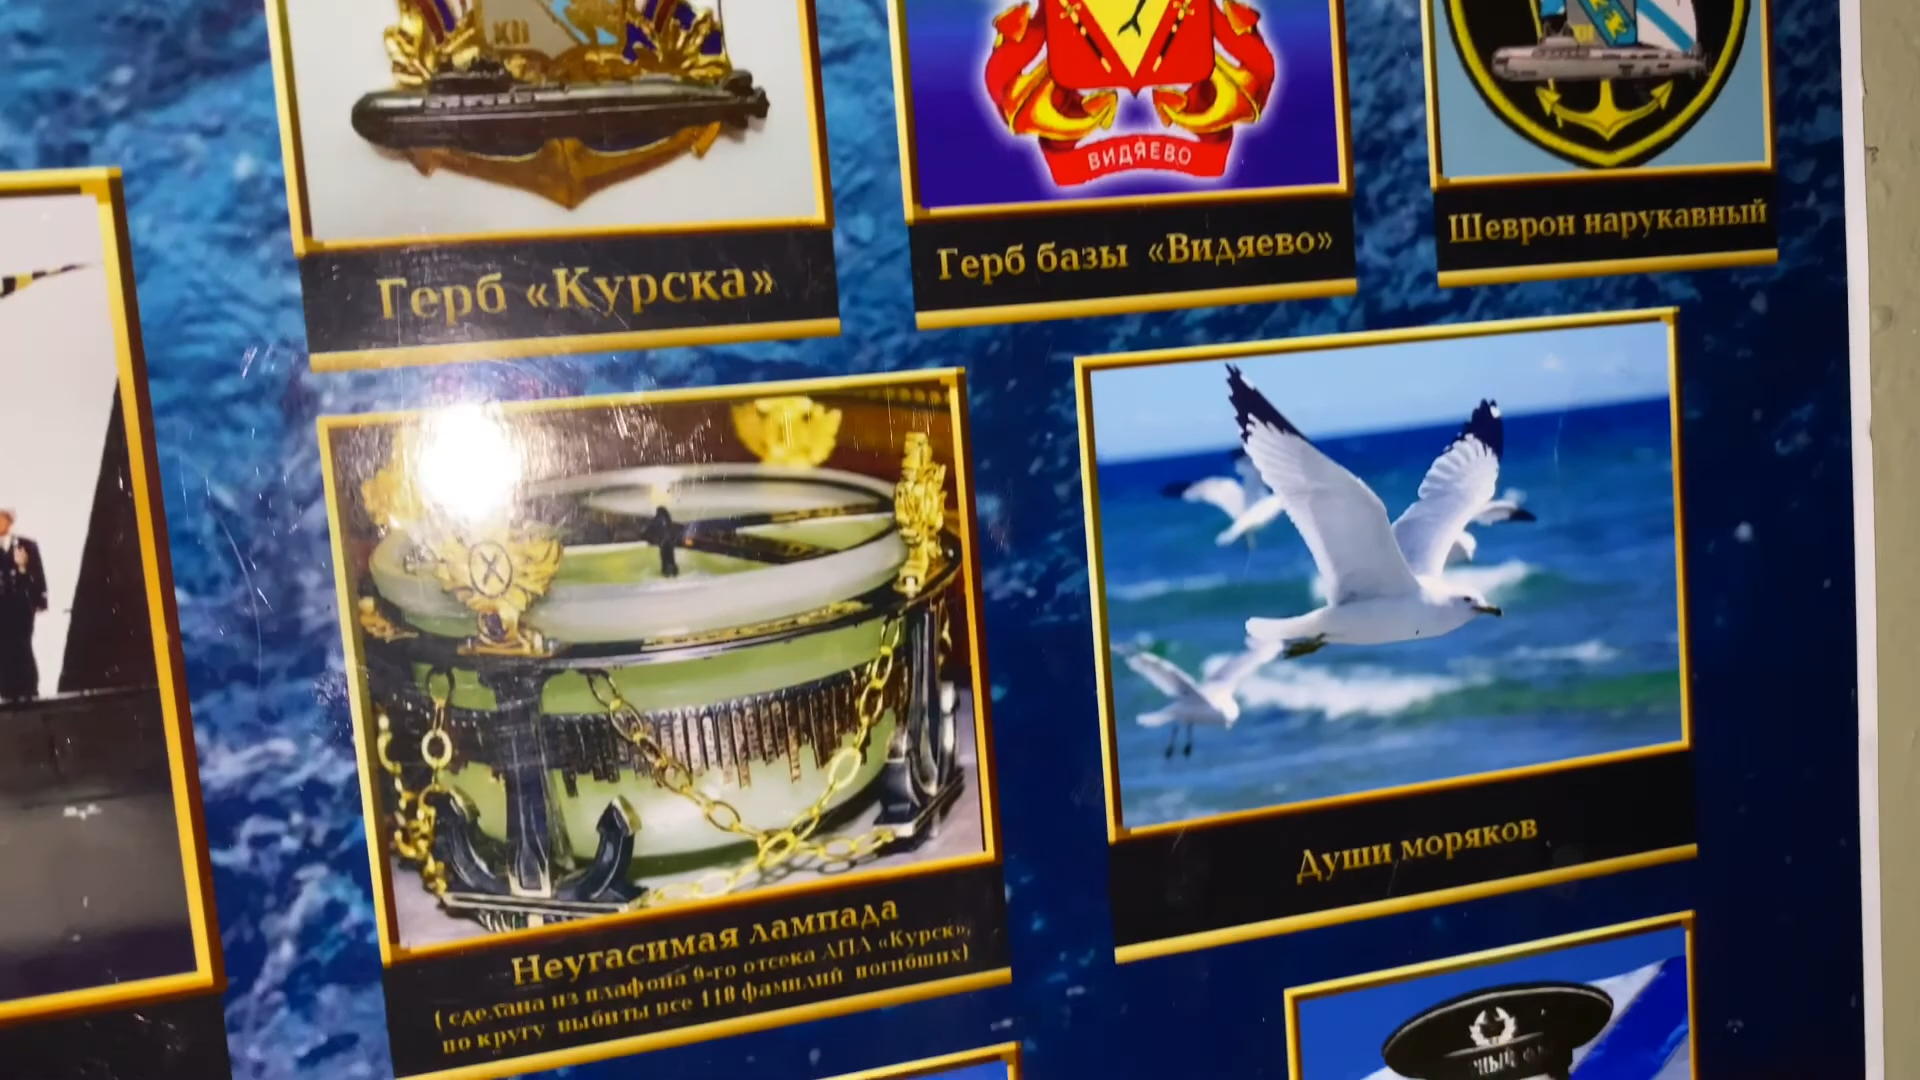 КЦ
ВИДЯЕВО
Герб «Курска»
Герб базы «Видяево»
Шеврон нарукавный
Неугасимая лампада
( сделана из плафона 9-го отсека АПЛ «Курск»,
по кругу выбиты все 118 фамилий погибших)
Души моряков